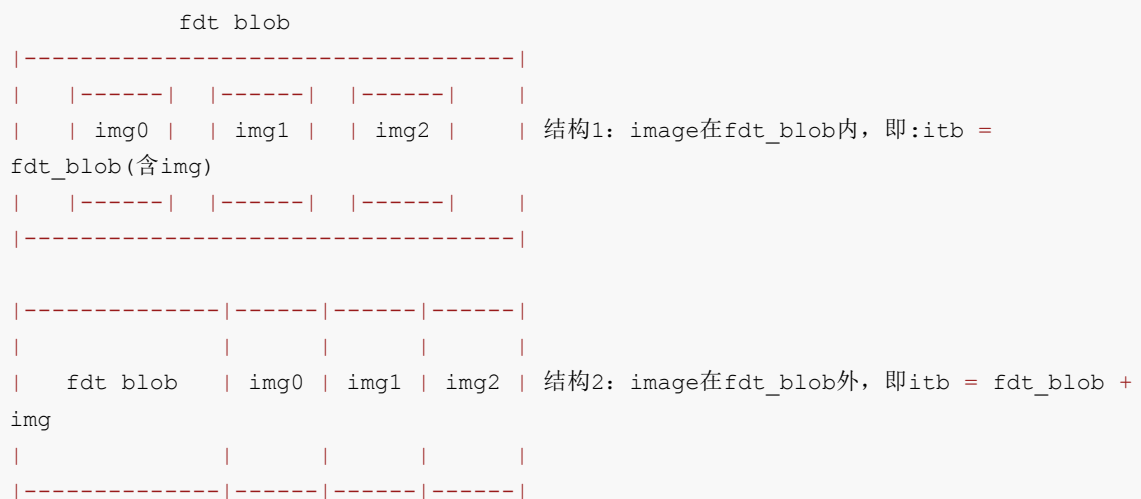 fdt blob
|-----------------------------------|
|   |------|  |------|  |------|    |
|   | img0 |  | img1 |  | img2 |    | 结构1：image在fdt_blob内，即:itb =
fdt_blob(含img)
|   |------|  |------|  |------|    |
|-----------------------------------|

|--------------|------|------|------|
|              |      |      |      |
|   fdt blob   | img0 | img1 | img2 | 结构2：image在fdt_blob外，即itb = fdt_blob +
img
|              |      |      |      |
|--------------|------|------|------|